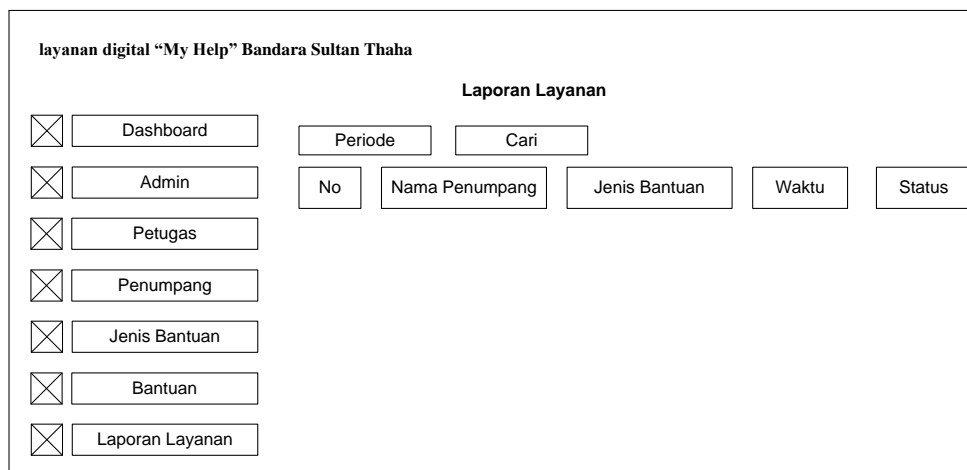 layanan digital “My Help” Bandara Sultan Thaha
Laporan Layanan
Dashboard
Admin
Petugas
Penumpang
Jenis Bantuan
Bantuan
Laporan Layanan
Periode Cari
No Nama Penumpang Jenis Bantuan Waktu Status